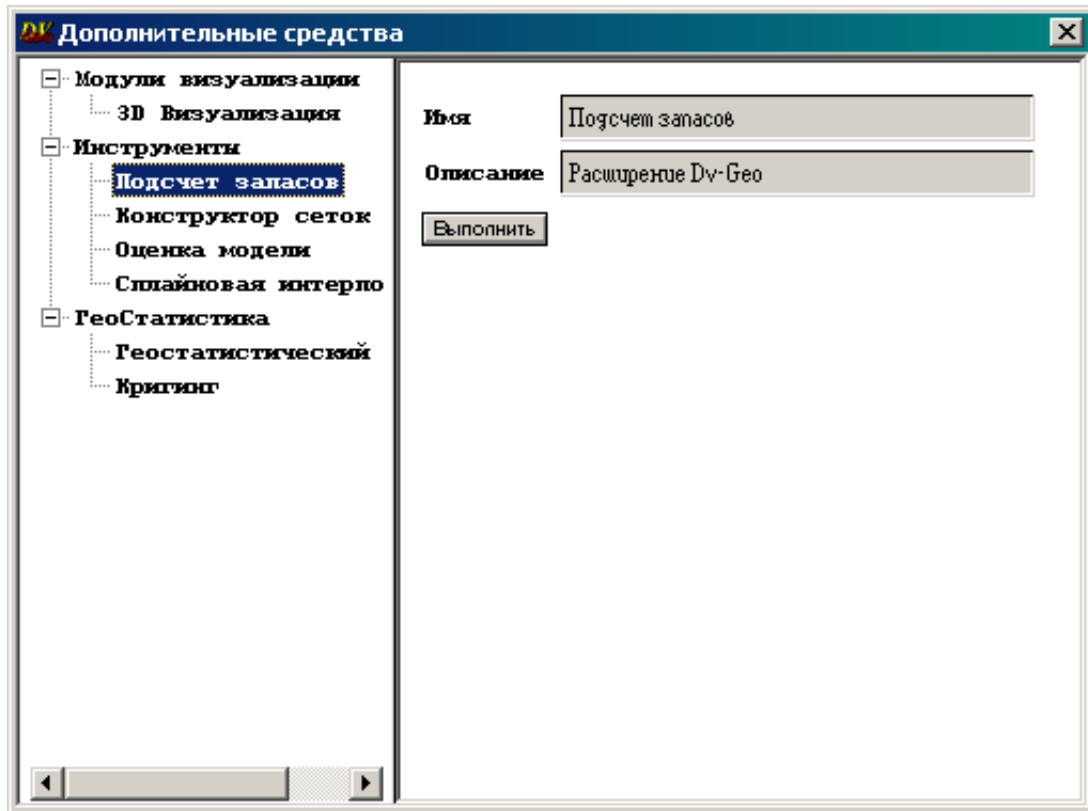 DV Дополнительные средства
Модули визуализации
3D Визуализация
Инструменты
Подсчет запасов
Конструктор сеток
Оценка модели
Сплайновая интерпо
ГеоСтатистика
Геостатистический
Кригинг
Имя
Подсчет запасов
Описание
Расширение Dv-Geo
Выполнить